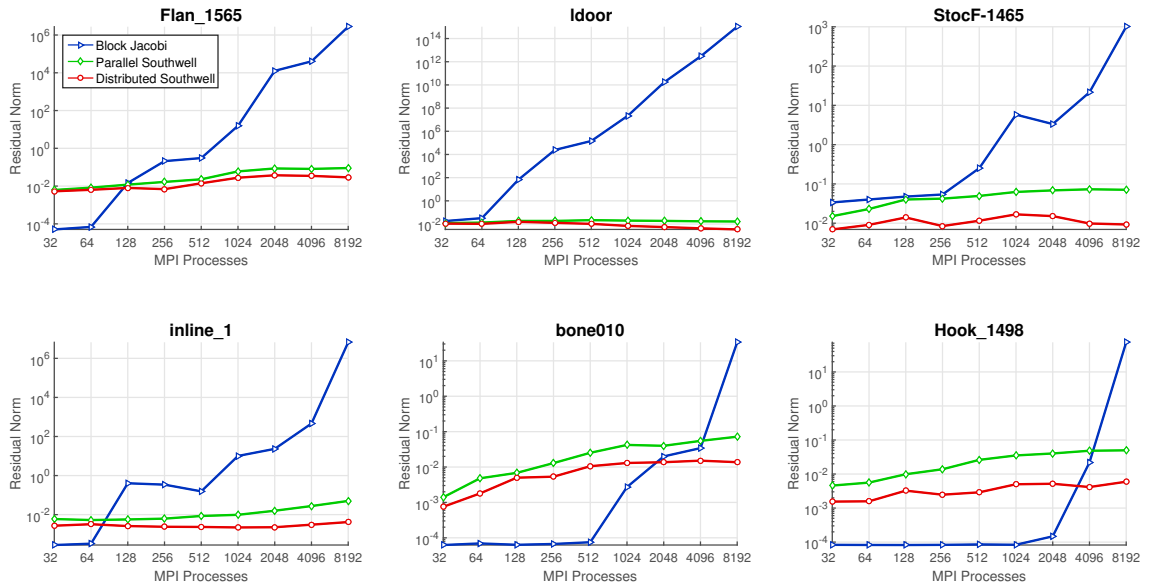 Flan_1565
Residual Norm
10^6
10^4
10^2
10^0
10^-2
10^-4
Block Jacobi
Parallel Southwell
Distributed Southwell
32 64 128 256 512 1024 2048 4096 8192
MPI Processes
ldoor
Residual Norm
10^14
10^12
10^10
10^8
10^6
10^4
10^2
10^0
10^-2
32 64 128 256 512 1024 2048 4096 8192
MPI Processes
StocF-1465
Residual Norm
10^3
10^2
10^1
10^0
10^-1
10^-2
32 64 128 256 512 1024 2048 4096 8192
MPI Processes
inline_1
Residual Norm
10^6
10^4
10^2
10^0
10^-2
32 64 128 256 512 1024 2048 4096 8192
MPI Processes
bone010
Residual Norm
10^1
10^0
10^-1
10^-2
10^-3
10^-4
32 64 128 256 512 1024 2048 4096 8192
MPI Processes
Hook_1498
Residual Norm
10^1
10^0
10^-1
10^-2
10^-3
10^-4
32 64 128 256 512 1024 2048 4096 8192
MPI Processes